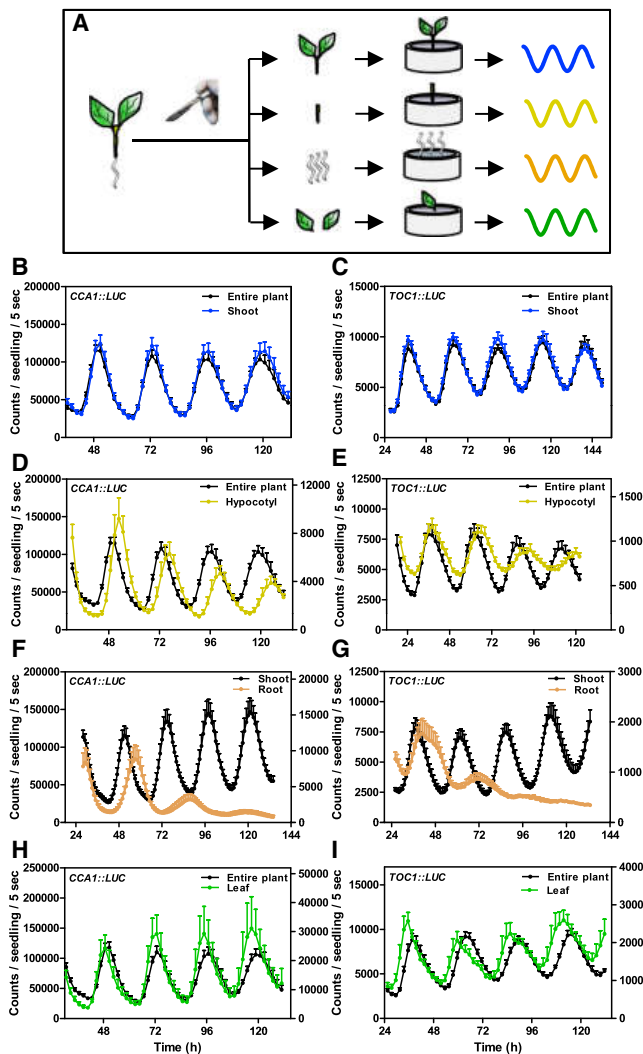 A
B
CCA1::LUC
Entire plant
Shoot
Counts / seedling / 5 sec
200000
150000
100000
50000
0
48 72 96 120
C
TOC1::LUC
Entire plant
Shoot
Counts / seedling / 5 sec
15000
10000
5000
0
24 48 72 96 120 144
D
CCA1::LUC
Entire plant
Hypocotyl
Counts / seedling / 5 sec
200000
150000
100000
50000
0
12000
8000
4000
0
48 72 96 120
E
TOC1::LUC
Entire plant
Hypocotyl
Counts / seedling / 5 sec
12500
10000
7500
5000
2500
0
1500
1000
500
0
24 48 72 96 120
F
CCA1::LUC
Shoot
Root
Counts / seedling / 5 sec
200000
150000
100000
50000
0
20000
15000
10000
5000
0
24 48 72 96 120 144
G
TOC1::LUC
Shoot
Root
Counts / seedling / 5 sec
12500
10000
7500
5000
2500
0
3000
2000
1000
0
24 48 72 96 120 144
H
CCA1::LUC
Entire plant
Leaf
Counts / seedling / 5 sec
250000
200000
150000
100000
50000
0
50000
40000
30000
20000
10000
0
48 72 96 120
Time (h)
I
TOC1::LUC
Entire plant
Leaf
Counts / seedling / 5 sec
15000
10000
5000
0
4000
3000
2000
1000
0
24 48 72 96 120
Time (h)